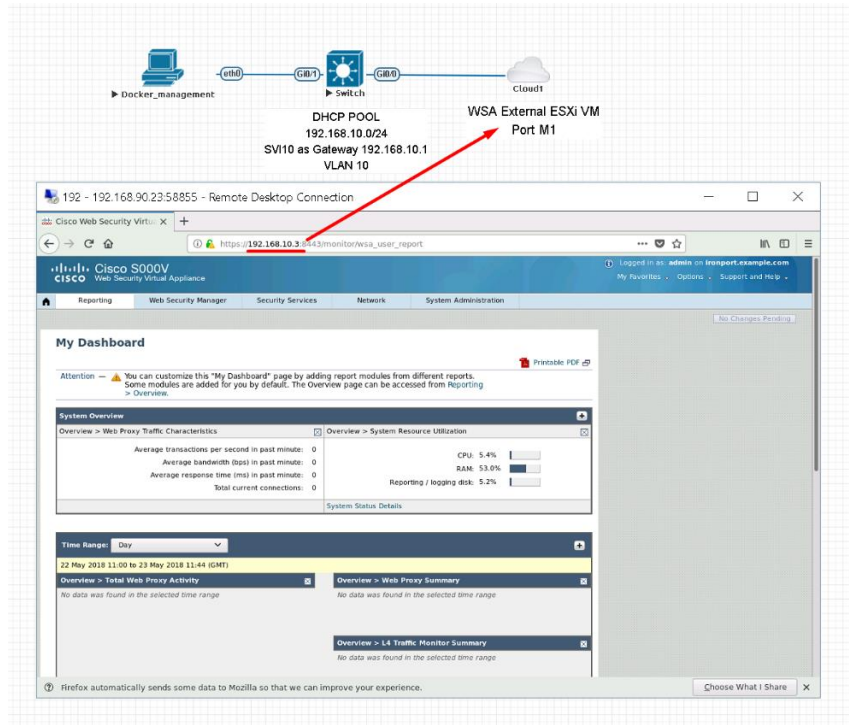 eth0
Gi0/1
Gi0/0
Docker_management
Switch
Cloud1
DHCP POOL
192.168.10.0/24
SVI10 as Gateway 192.168.10.1
VLAN 10
WSA External ESXi VM
Port M1
192 - 192.168.90.23:58855 - Remote Desktop Connection
Cisco Web Security Virtu
https://192.168.10.3:8443/monitor/wsa_user_report
cisco
Cisco S000V
Web Security Virtual Appliance
Logged in as: admin on ironport.example.com
My Favorites Options Support and Help
Reporting Web Security Manager Security Services Network System Administration
No Changes Pending
My Dashboard
Printable PDF
Attention — You can customize this "My Dashboard" page by adding report modules from different reports.
Some modules are added for you by default. The Overview page can be accessed from Reporting
> Overview.
System Overview
Overview > Web Proxy Traffic Characteristics
Average transactions per second in past minute: 0
Average bandwidth (bps) in past minute: 0
Average response time (ms) in past minute: 0
Total current connections: 0
Overview > System Resource Utilization
CPU: 5.4%
RAM: 53.0%
Reporting / logging disk: 5.2%
System Status Details
Time Range: Day
22 May 2018 11:00 to 23 May 2018 11:44 (GMT)
Overview > Total Web Proxy Activity
No data was found in the selected time range
Overview > Web Proxy Summary
No data was found in the selected time range
Overview > L4 Traffic Monitor Summary
No data was found in the selected time range
Firefox automatically sends some data to Mozilla so that we can improve your experience.
Choose What I Share